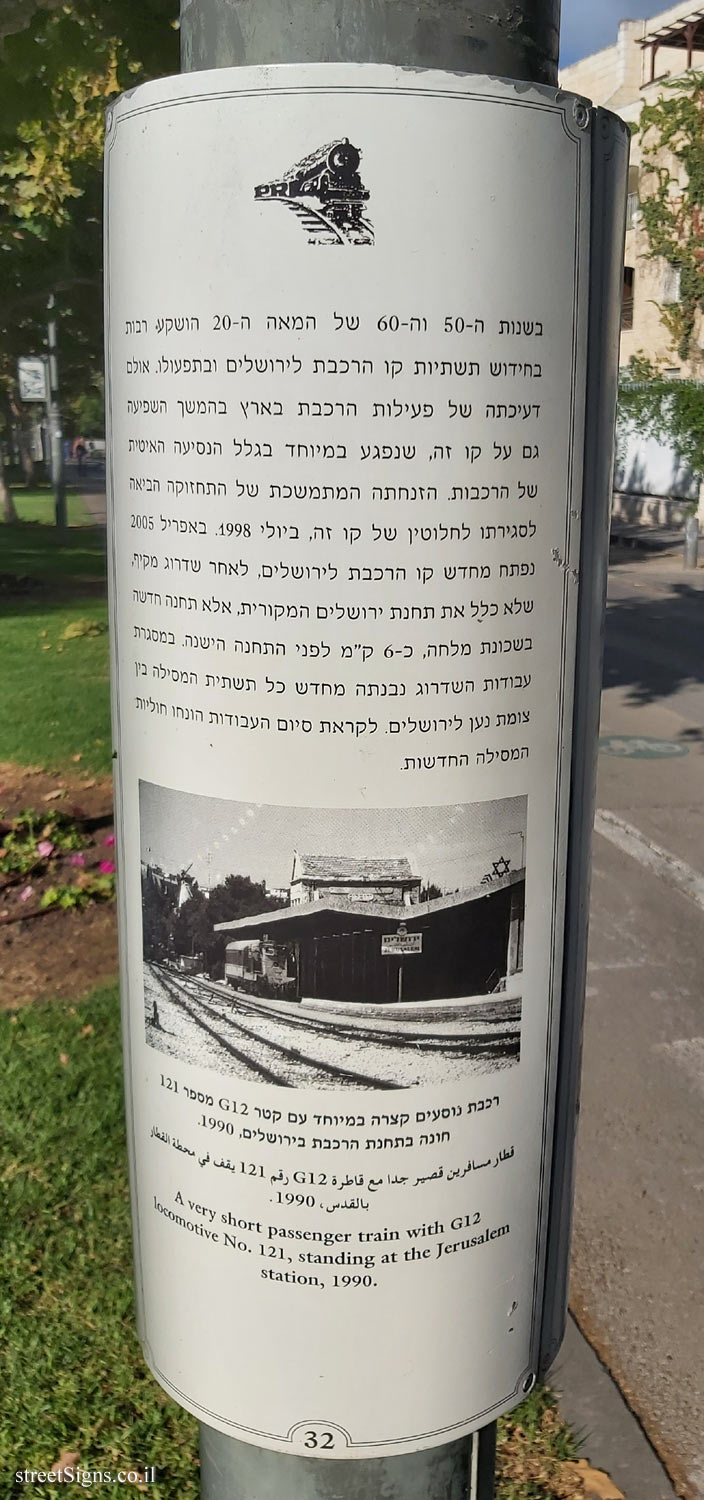 בשנות ה-50 וה-60 של המאה ה-20 הושקעו רבות
בחידוש תשתיות קו הרכבת לירושלים ובתפעולו. אולם
דעיכתה של פעילות הרכבת בארץ בהמשך השפיעה
גם על קו זה, שנפגע במיוחד בגלל הנסיעה האיטית
של הרכבות. הזנחתה המתמשכת של התחזוקה הביאה
לסגירתו לחלוטין של קו זה, ביולי 1998. באפריל 2005
נפתח מחדש קו הרכבת לירושלים, לאחר שדרוג מקיף,
שלא כלל את תחנת ירושלים המקורית, אלא תחנה חדשה
בשכונת מלחה, כ-6 ק"מ לפני התחנה הישנה. במסגרת
עבודות השדרוג נבנתה מחדש כל תשתית המסילה בין
צומת נען לירושלים. לקראת סיום העבודות הונחו חוליות
המסילה החדשות.
ירושלים
JERUSALEM
רכבת נוסעים קצרה במיוחד עם קטר G12 מספר 121
חונה בתחנת הרכבת בירושלים, 1990.
قطار مسافرين قصير جدا مع قاطرة G12 رقم 121 يقف في محطة القطار
بالقدس، 1990.
A very short passenger train with G12
locomotive No. 121, standing at the Jerusalem
station, 1990.
32
streetSigns.co.il